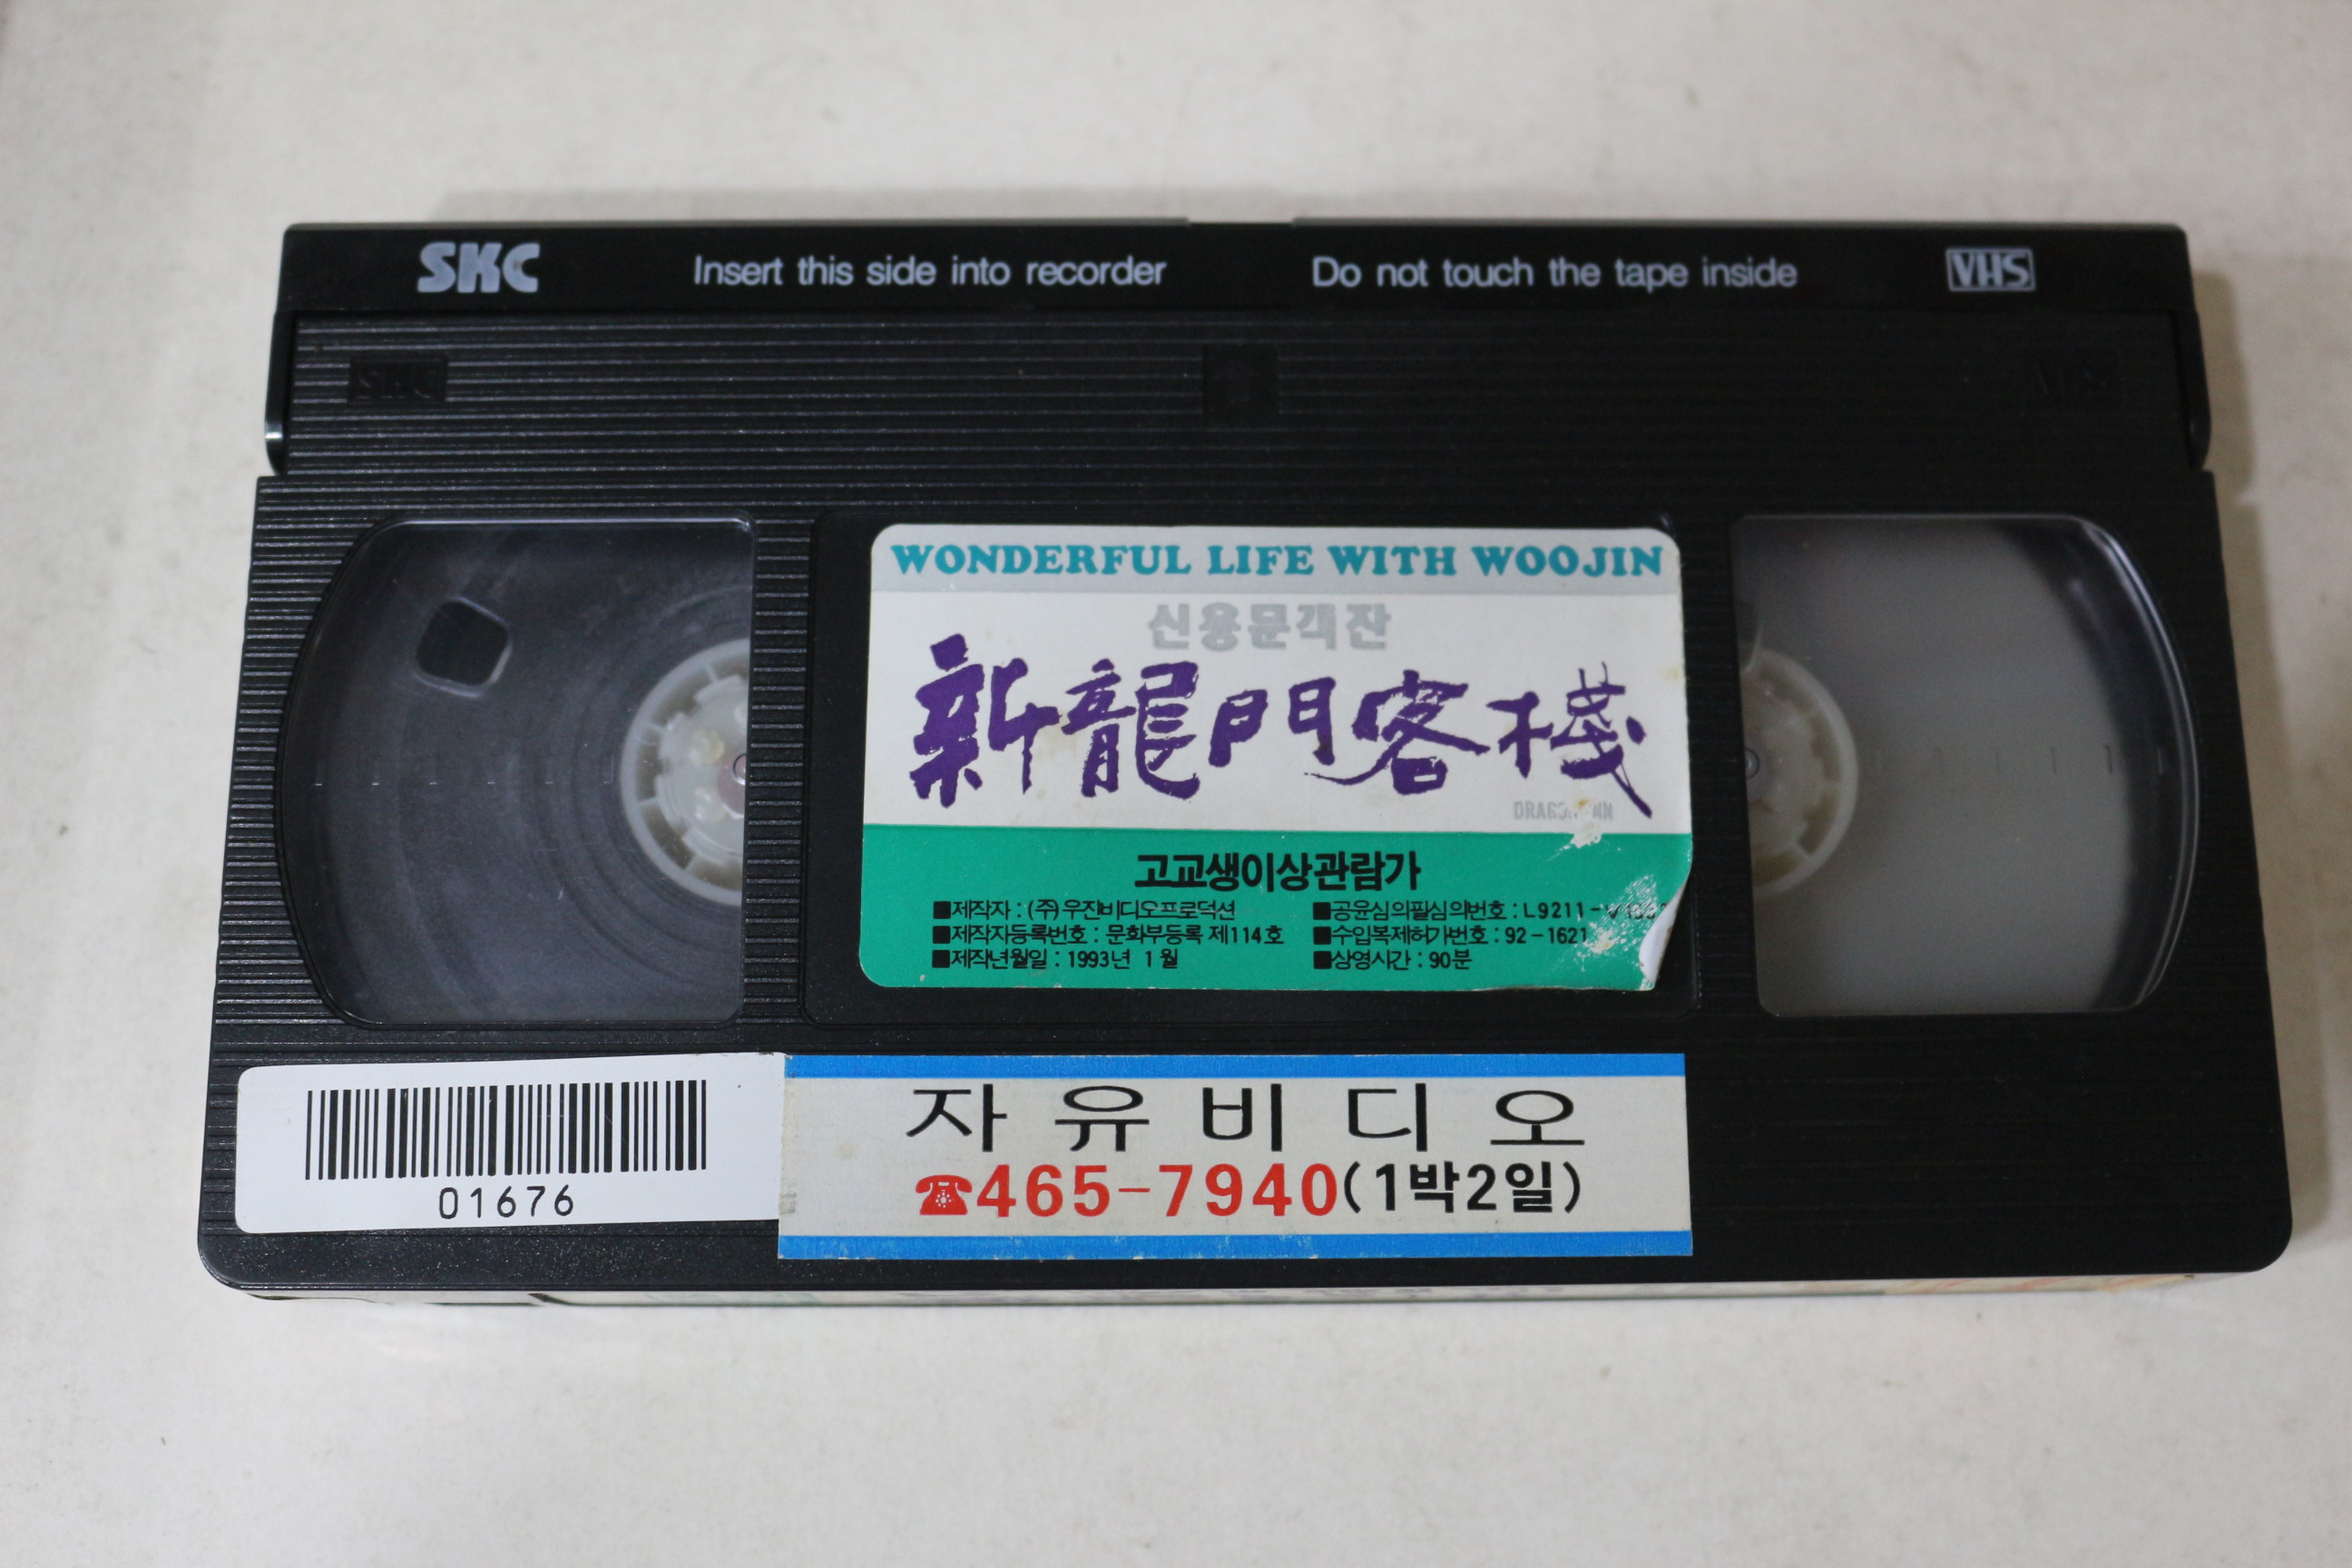 SKC Insert this side into recorder Do not touch the tape inside VHS
SKC
WONDERFUL LIFE WITH WOOJIN
신용문객잔
新龍門客棧
고교생이상관람가
■제작자 : (주)우진비디오프로덕션
■제작자등록번호 : 문화부등록 제114호
■제작년월일 : 1993년 1월
■공윤심의필심의번호 : L9211-
■수입복제허가번호 : 92-1621
■상영시간 : 90분
01676
자유비디오
☎465-7940(1박2일)